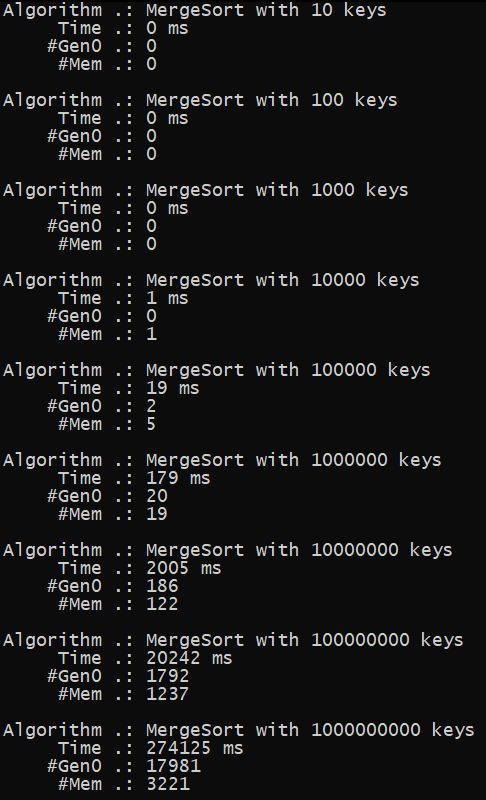 Algorithm .: MergeSort with 10 keys
Time .: 0 ms
#Gen0 .: 0
#Mem .: 0
Algorithm .: MergeSort with 100 keys
Time .: 0 ms
#Gen0 .: 0
#Mem .: 0
Algorithm .: MergeSort with 1000 keys
Time .: 0 ms
#Gen0 .: 0
#Mem .: 0
Algorithm .: MergeSort with 10000 keys
Time .: 1 ms
#Gen0 .: 0
#Mem .: 1
Algorithm .: MergeSort with 100000 keys
Time .: 19 ms
#Gen0 .: 2
#Mem .: 5
Algorithm .: MergeSort with 1000000 keys
Time .: 179 ms
#Gen0 .: 20
#Mem .: 19
Algorithm .: MergeSort with 10000000 keys
Time .: 2005 ms
#Gen0 .: 186
#Mem .: 122
Algorithm .: MergeSort with 100000000 keys
Time .: 20242 ms
#Gen0 .: 1792
#Mem .: 1237
Algorithm .: MergeSort with 1000000000 keys
Time .: 274125 ms
#Gen0 .: 17981
#Mem .: 3221